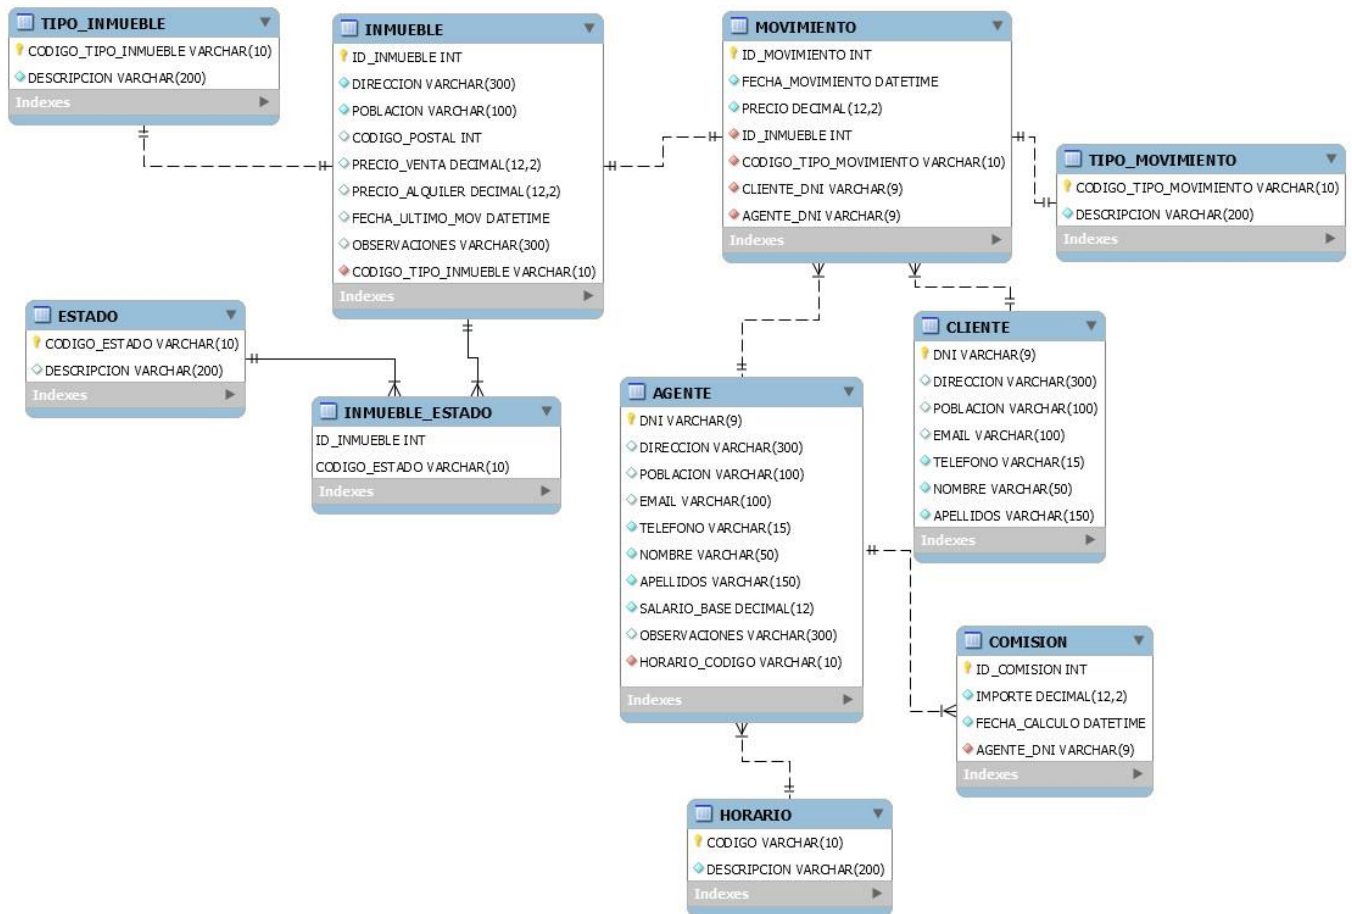 TIPO_INMUEBLE
CODIGO_TIPO_INMUEBLE VARCHAR(10)
DESCRIPCION VARCHAR(200)
Indexes
INMUEBLE
ID_INMUEBLE INT
DIRECCION VARCHAR(300)
POBLACION VARCHAR(100)
CODIGO_POSTAL INT
PRECIO_VENTA DECIMAL(12,2)
PRECIO_ALQUILER DECIMAL(12,2)
FECHA_ULTIMO_MOV DATETIME
OBSERVACIONES VARCHAR(300)
CODIGO_TIPO_INMUEBLE VARCHAR(10)
Indexes
MOVIMIENTO
ID_MOVIMIENTO INT
FECHA_MOVIMIENTO DATETIME
PRECIO DECIMAL(12,2)
ID_INMUEBLE INT
CODIGO_TIPO_MOVIMIENTO VARCHAR(10)
CLIENTE_DNI VARCHAR(9)
AGENTE_DNI VARCHAR(9)
Indexes
TIPO_MOVIMIENTO
CODIGO_TIPO_MOVIMIENTO VARCHAR(10)
DESCRIPCION VARCHAR(200)
Indexes
ESTADO
CODIGO_ESTADO VARCHAR(10)
DESCRIPCION VARCHAR(200)
Indexes
INMUEBLE_ESTADO
ID_INMUEBLE INT
CODIGO_ESTADO VARCHAR(10)
Indexes
AGENTE
DNI VARCHAR(9)
DIRECCION VARCHAR(300)
POBLACION VARCHAR(100)
EMAIL VARCHAR(100)
TELEFONO VARCHAR(15)
NOMBRE VARCHAR(50)
APELLIDOS VARCHAR(150)
SALARIO_BASE DECIMAL(12)
OBSERVACIONES VARCHAR(300)
HORARIO_CODIGO VARCHAR(10)
Indexes
CLIENTE
DNI VARCHAR(9)
DIRECCION VARCHAR(300)
POBLACION VARCHAR(100)
EMAIL VARCHAR(100)
TELEFONO VARCHAR(15)
NOMBRE VARCHAR(50)
APELLIDOS VARCHAR(150)
Indexes
COMISION
ID_COMISION INT
IMPORTE DECIMAL(12,2)
FECHA_CALCULO DATETIME
AGENTE_DNI VARCHAR(9)
Indexes
HORARIO
CODIGO VARCHAR(10)
DESCRIPCION VARCHAR(200)
Indexes